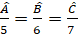 Â/5 = B̂/6 = Ĉ/7